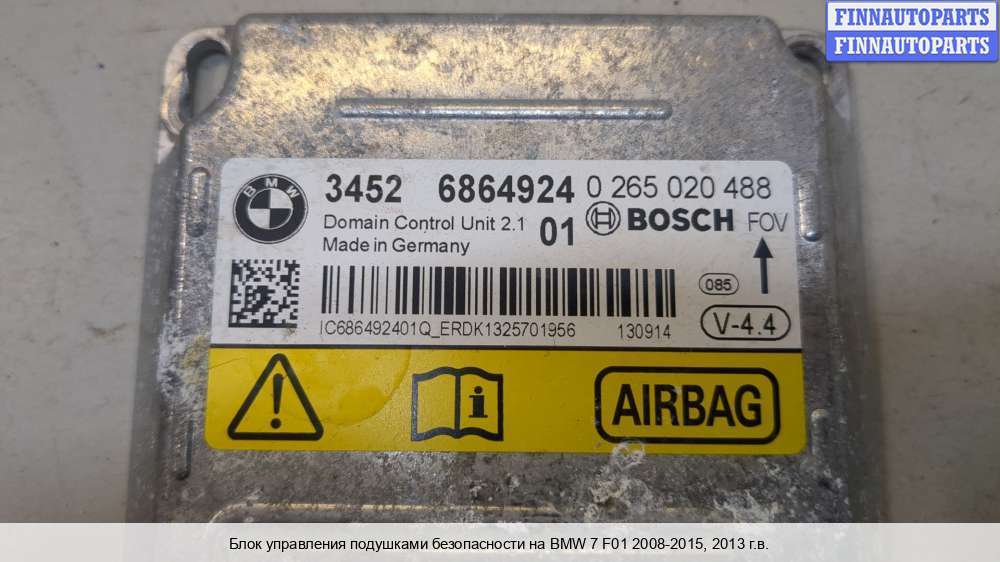 FINNAUTOPARTS
FINNAUTOPARTS
BMW
3452 6864924 0 265 020 488
Domain Control Unit 2.1 01 BOSCH FOV
Made in Germany
085
IC686492401Q_ERDK1325701956 130914 V-4.4
AIRBAG
Блок управления подушками безопасности на BMW 7 F01 2008-2015, 2013 г.в.